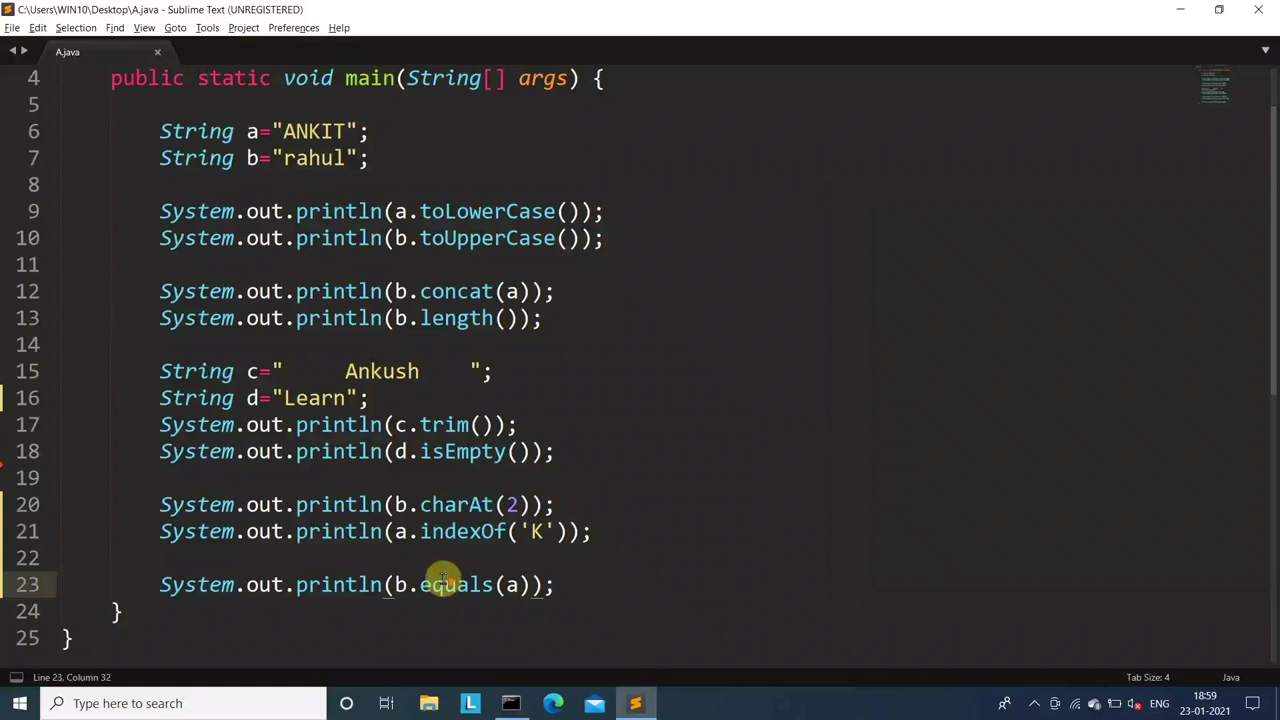 C:\Users\WIN10\Desktop\A.java - Sublime Text (UNREGISTERED)
File Edit Selection Find View Goto Tools Project Preferences Help
A.java
4 public static void main(String[] args) {
5
6 String a="ANKIT";
7 String b="rahul";
8
9 System.out.println(a.toLowerCase());
10 System.out.println(b.toUpperCase());
11
12 System.out.println(b.concat(a));
13 System.out.println(b.length());
14
15 String c="     Ankush    ";
16 String d="Learn";
17 System.out.println(c.trim());
18 System.out.println(d.isEmpty());
19
20 System.out.println(b.charAt(2));
21 System.out.println(a.indexOf('K'));
22
23 System.out.println(b.equals(a));
24 }
25 }
Line 23, Column 32 Tab Size: 4 Java
Type here to search L ENG 18:59
23-01-2021